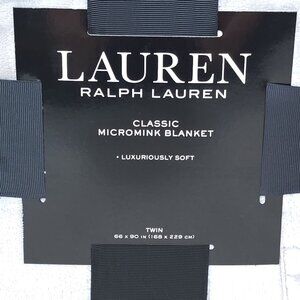 LAUREN
RALPH LAUREN
CLASSIC
MICROMINK BLANKET
• LUXURIOUSLY SOFT
TWIN
66 X 90 IN (168 X 229 CM)